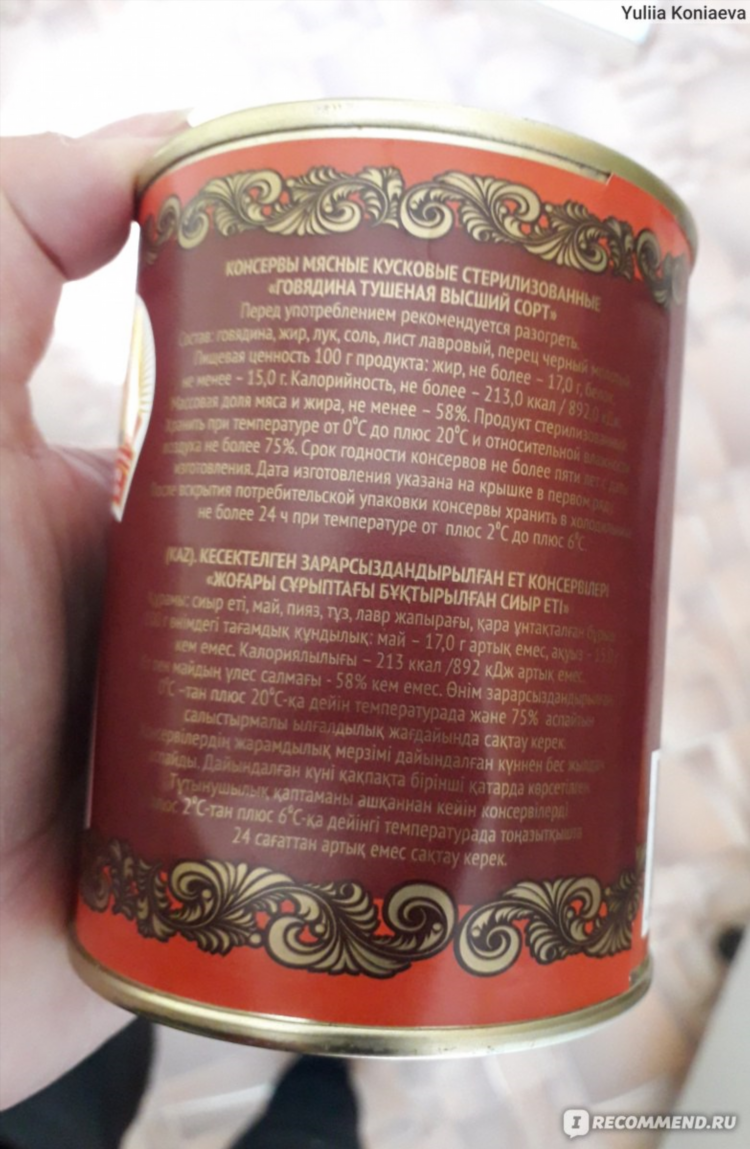 Yuliia Koniaeva
КОНСЕРВЫ МЯСНЫЕ КУСКОВЫЕ СТЕРИЛИЗОВАННЫЕ
«ГОВЯДИНА ТУШЕНАЯ ВЫСШИЙ СОРТ»
Перед употреблением рекомендуется разогреть.
Состав: говядина, жир, лук, соль, лист лавровый, перец черный молотый.
Пищевая ценность 100 г продукта: жир, не более – 17,0 г, белок,
не менее – 15,0 г. Калорийность, не более – 213,0 ккал / 892,0 кДж.
Массовая доля мяса и жира, не менее – 58%. Продукт стерилизованный.
Хранить при температуре от 0°С до плюс 20°С и относительной влажности
воздуха не более 75%. Срок годности консервов не более пяти лет с даты
изготовления. Дата изготовления указана на крышке в первом ряду.
После вскрытия потребительской упаковки консервы хранить в холодильнике
не более 24 ч при температуре от плюс 2°С до плюс 6°С.
(KAZ). КЕСЕКТЕЛГЕН ЗАРАРСЫЗДАНДЫРЫЛҒАН ЕТ КОНСЕРВІЛЕРІ
«ЖОҒАРЫ СҰРЫПТАҒЫ БҰҚТЫРЫЛҒАН СИЫР ЕТІ»
Құрамы: сиыр еті, май, пияз, тұз, лавр жапырағы, қара ұнтақталған
өнімдегі тағамдық құндылық: май – 17,0 г артық емес, ақуыз –
кем емес. Калориялылығы – 213 ккал /892 кДж артық емес.
Ет пен майдың үлес салмағы - 58% кем емес. Өнім зарарсыздандырылған.
0°С –тан плюс 20°С-қа дейін температурада және 75% аспайтын
салыстырмалы ылғалдылық жағдайында сақтау керек.
Консервілердің жарамдылық мерзімі дайындалған күннен бес жылдан
аспайды. Дайындалған күні қақпақта бірінші қатарда көрсетілген
Тұтынушылық қаптаманы ашқаннан кейін консервілерді
плюс 2°С-тан плюс 6°С-қа дейінгі температурада тоңазытқышта
24 сағаттан артық емес сақтау керек.
IRECOMMEND.RU